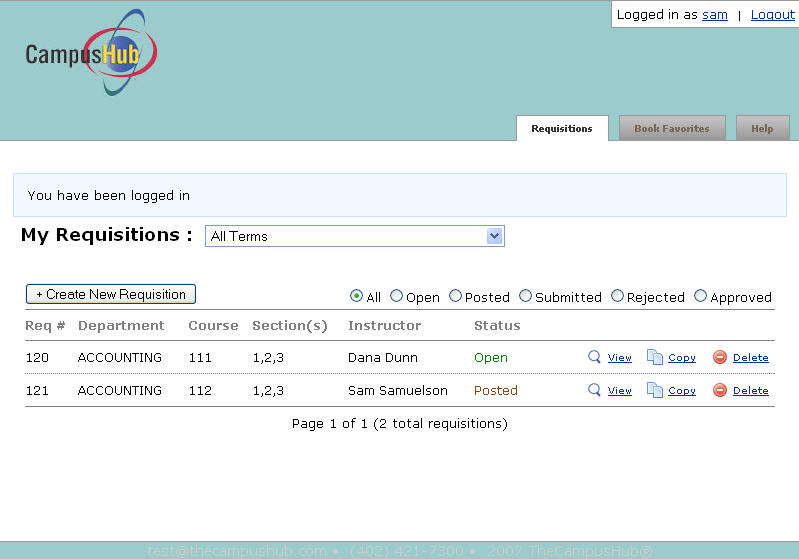 Logged in as sam | Logout
CampusHub
Requisitions Book Favorites Help
You have been logged in
My Requisitions : All Terms
+ Create New Requisition All Open Posted Submitted Rejected Approved
Req # Department Course Section(s) Instructor Status
120 ACCOUNTING 111 1,2,3 Dana Dunn Open View Copy Delete
121 ACCOUNTING 112 1,2,3 Sam Samuelson Posted View Copy Delete
Page 1 of 1 (2 total requisitions)
test@thecampushub.com • (402) 421-7300 • 2007 TheCampusHub®